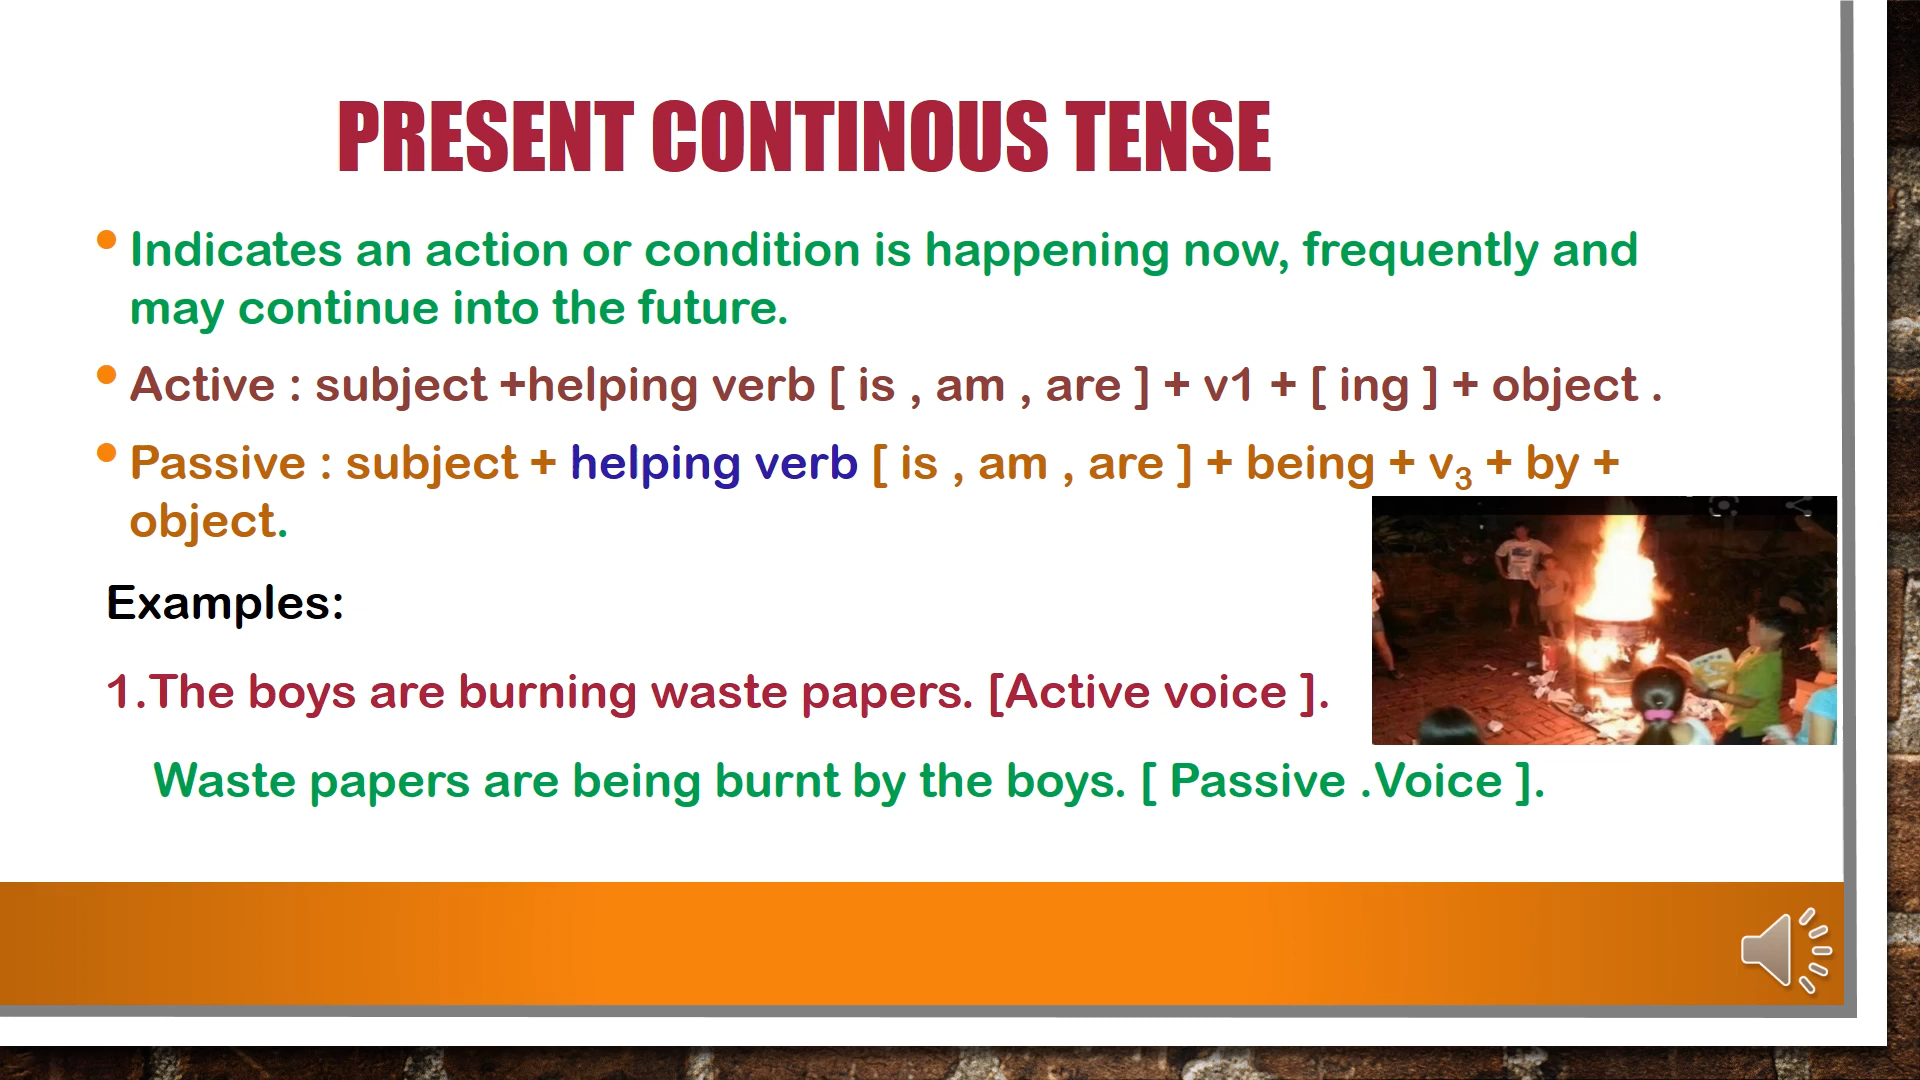 PRESENT CONTINOUS TENSE
• Indicates an action or condition is happening now, frequently and
may continue into the future.
• Active : subject +helping verb [ is , am , are ] + v1 + [ ing ] + object .
• Passive : subject + helping verb [ is , am , are ] + being + v₃ + by +
object.
Examples:
1.The boys are burning waste papers. [Active voice ].
Waste papers are being burnt by the boys. [ Passive .Voice ].